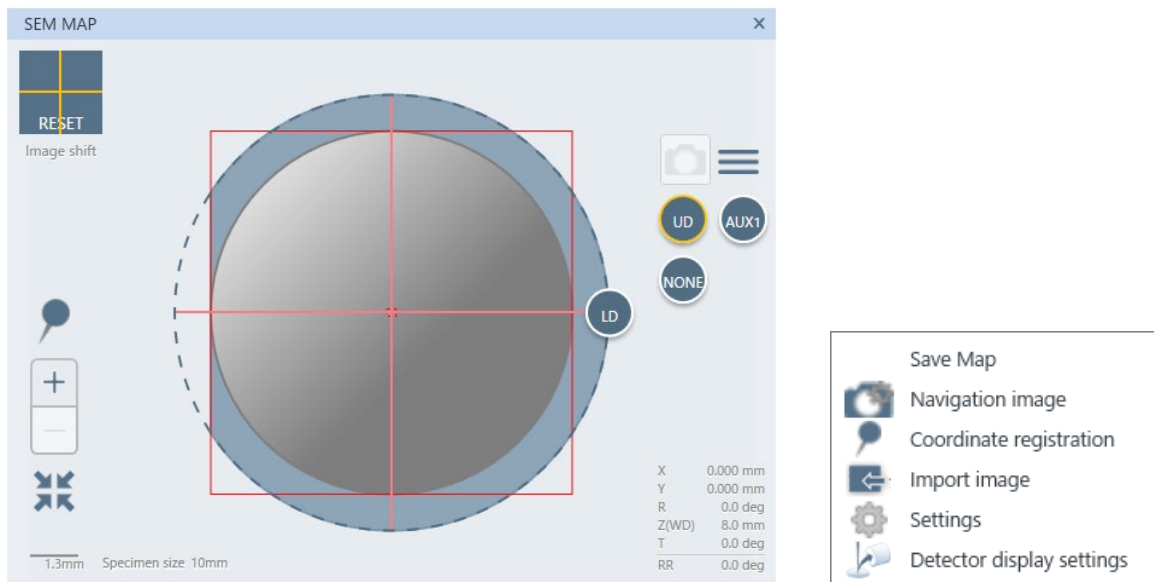 SEM MAP
RESET
Image shift
UD
AUX1
NONE
LD
X 0.000 mm
Y 0.000 mm
R 0.0 deg
Z(WD) 8.0 mm
T 0.0 deg
RR 0.0 deg
1.3mm Specimen size 10mm
Save Map
Navigation image
Coordinate registration
Import image
Settings
Detector display settings